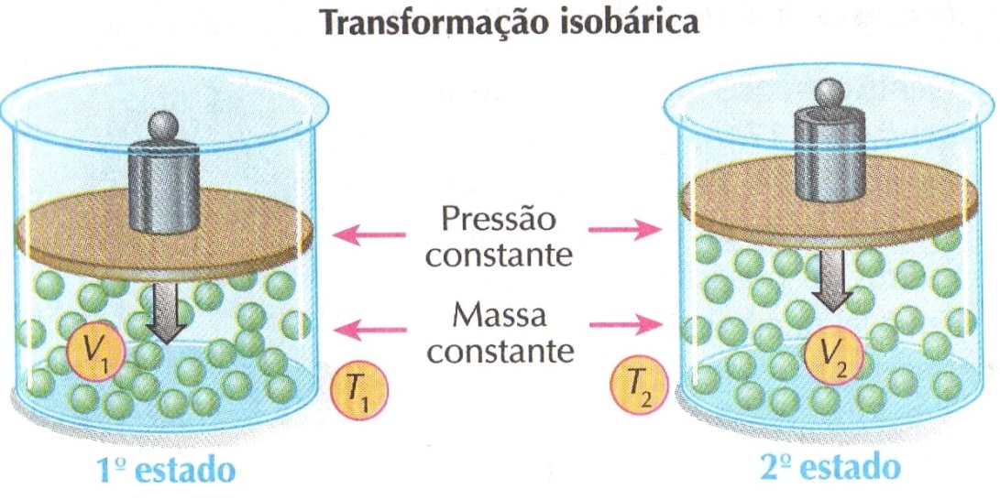 Transformação isobárica
Pressão
constante
Massa
constante
V₁
T₁
T₂
V₂
1º estado
2º estado